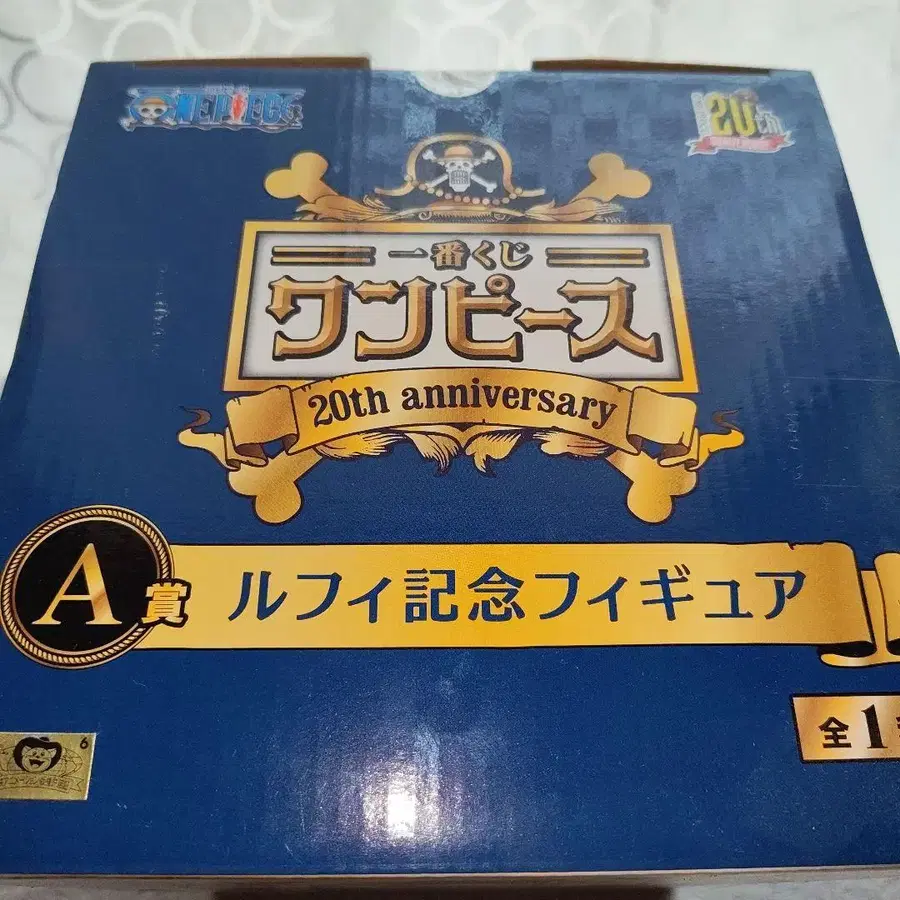 ONE PIECE
20th
一番くじ
ワンピース
20th anniversary
A賞
ルフィ記念フィギュア
全1
6